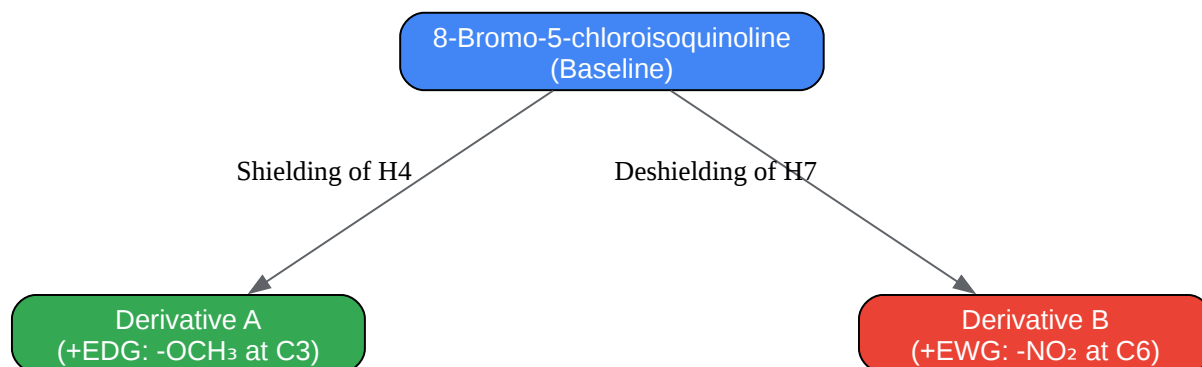 8-Bromo-5-chloroisoquinoline
(Baseline)
Shielding of H4
Deshielding of H7
Derivative A
(+EDG: -OCH₃ at C3)
Derivative B
(+EWG: -NO₂ at C6)